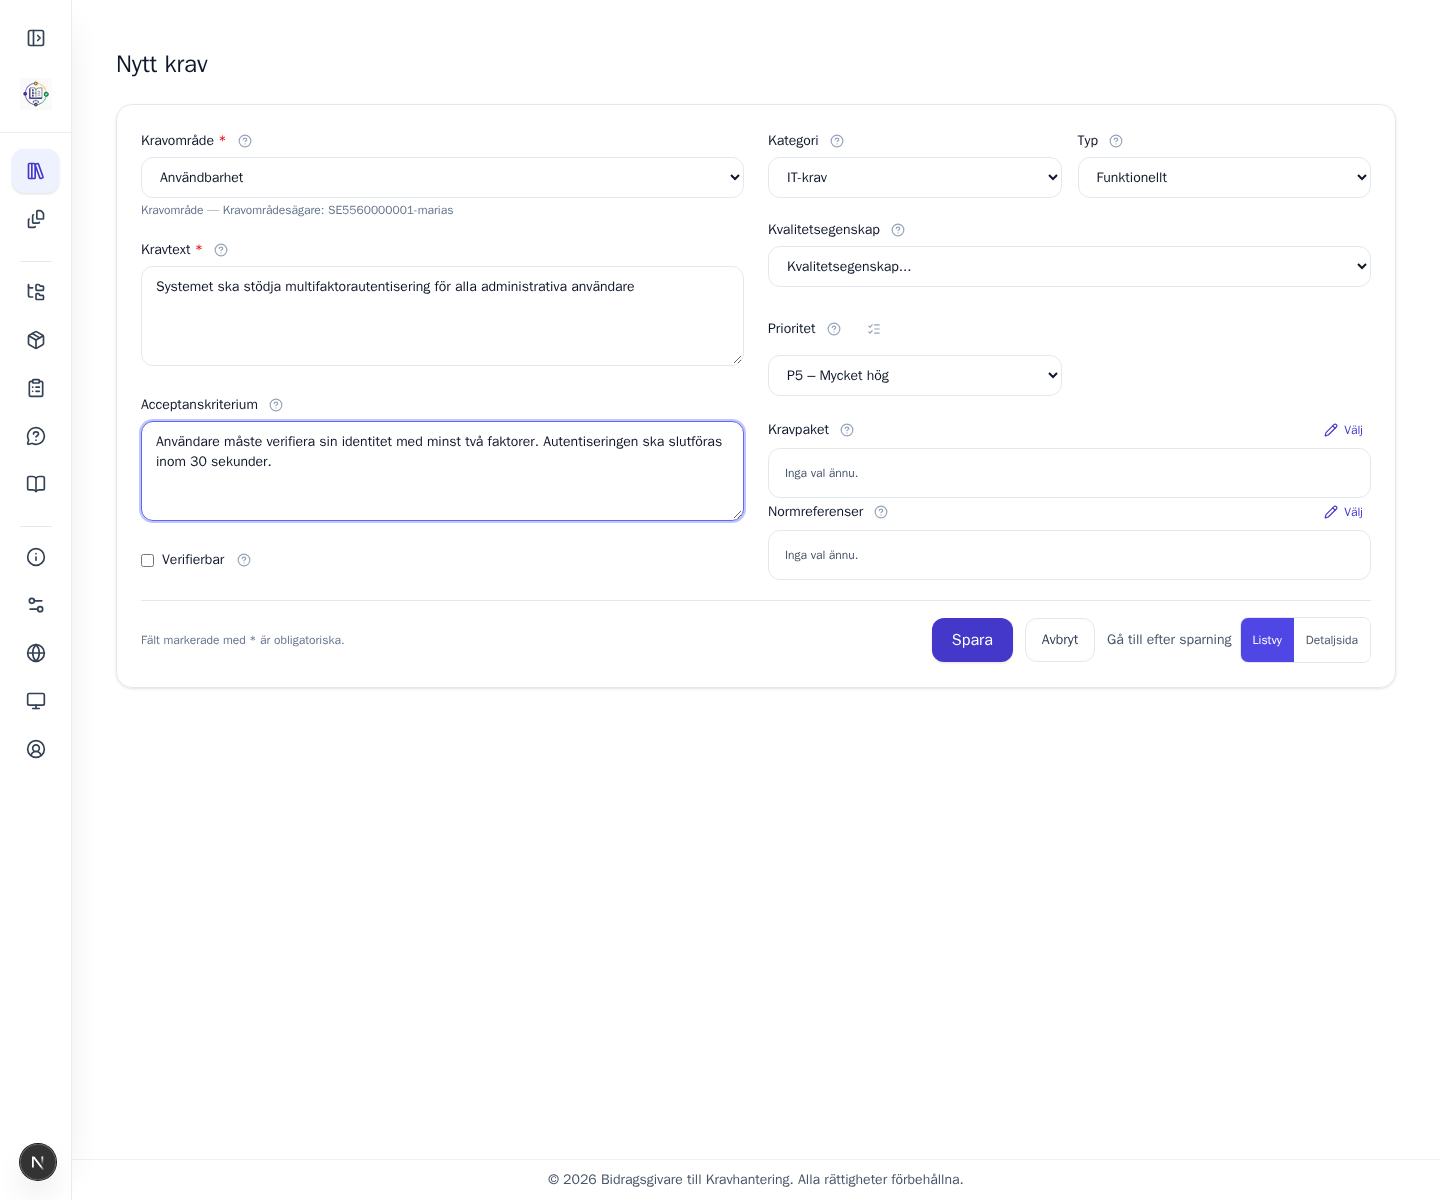 Nytt krav
Kravområde *
Användbarhet
Kravområde — Kravområdesägare: SE5560000001-marias
Kravtext *
Systemet ska stödja multifaktorautentisering för alla administrativa användare
Acceptanskriterium
Användare måste verifiera sin identitet med minst två faktorer. Autentiseringen ska slutföras
inom 30 sekunder.
Verifierbar
Kategori
IT-krav
Typ
Funktionellt
Kvalitetsegenskap
Kvalitetsegenskap...
Prioritet
P5 – Mycket hög
Kravpaket
Välj
Inga val ännu.
Normreferenser
Välj
Inga val ännu.
Fält markerade med * är obligatoriska.
Spara
Avbryt
Gå till efter sparning
Listvy
Detaljsida
N
© 2026 Bidragsgivare till Kravhantering. Alla rättigheter förbehållna.